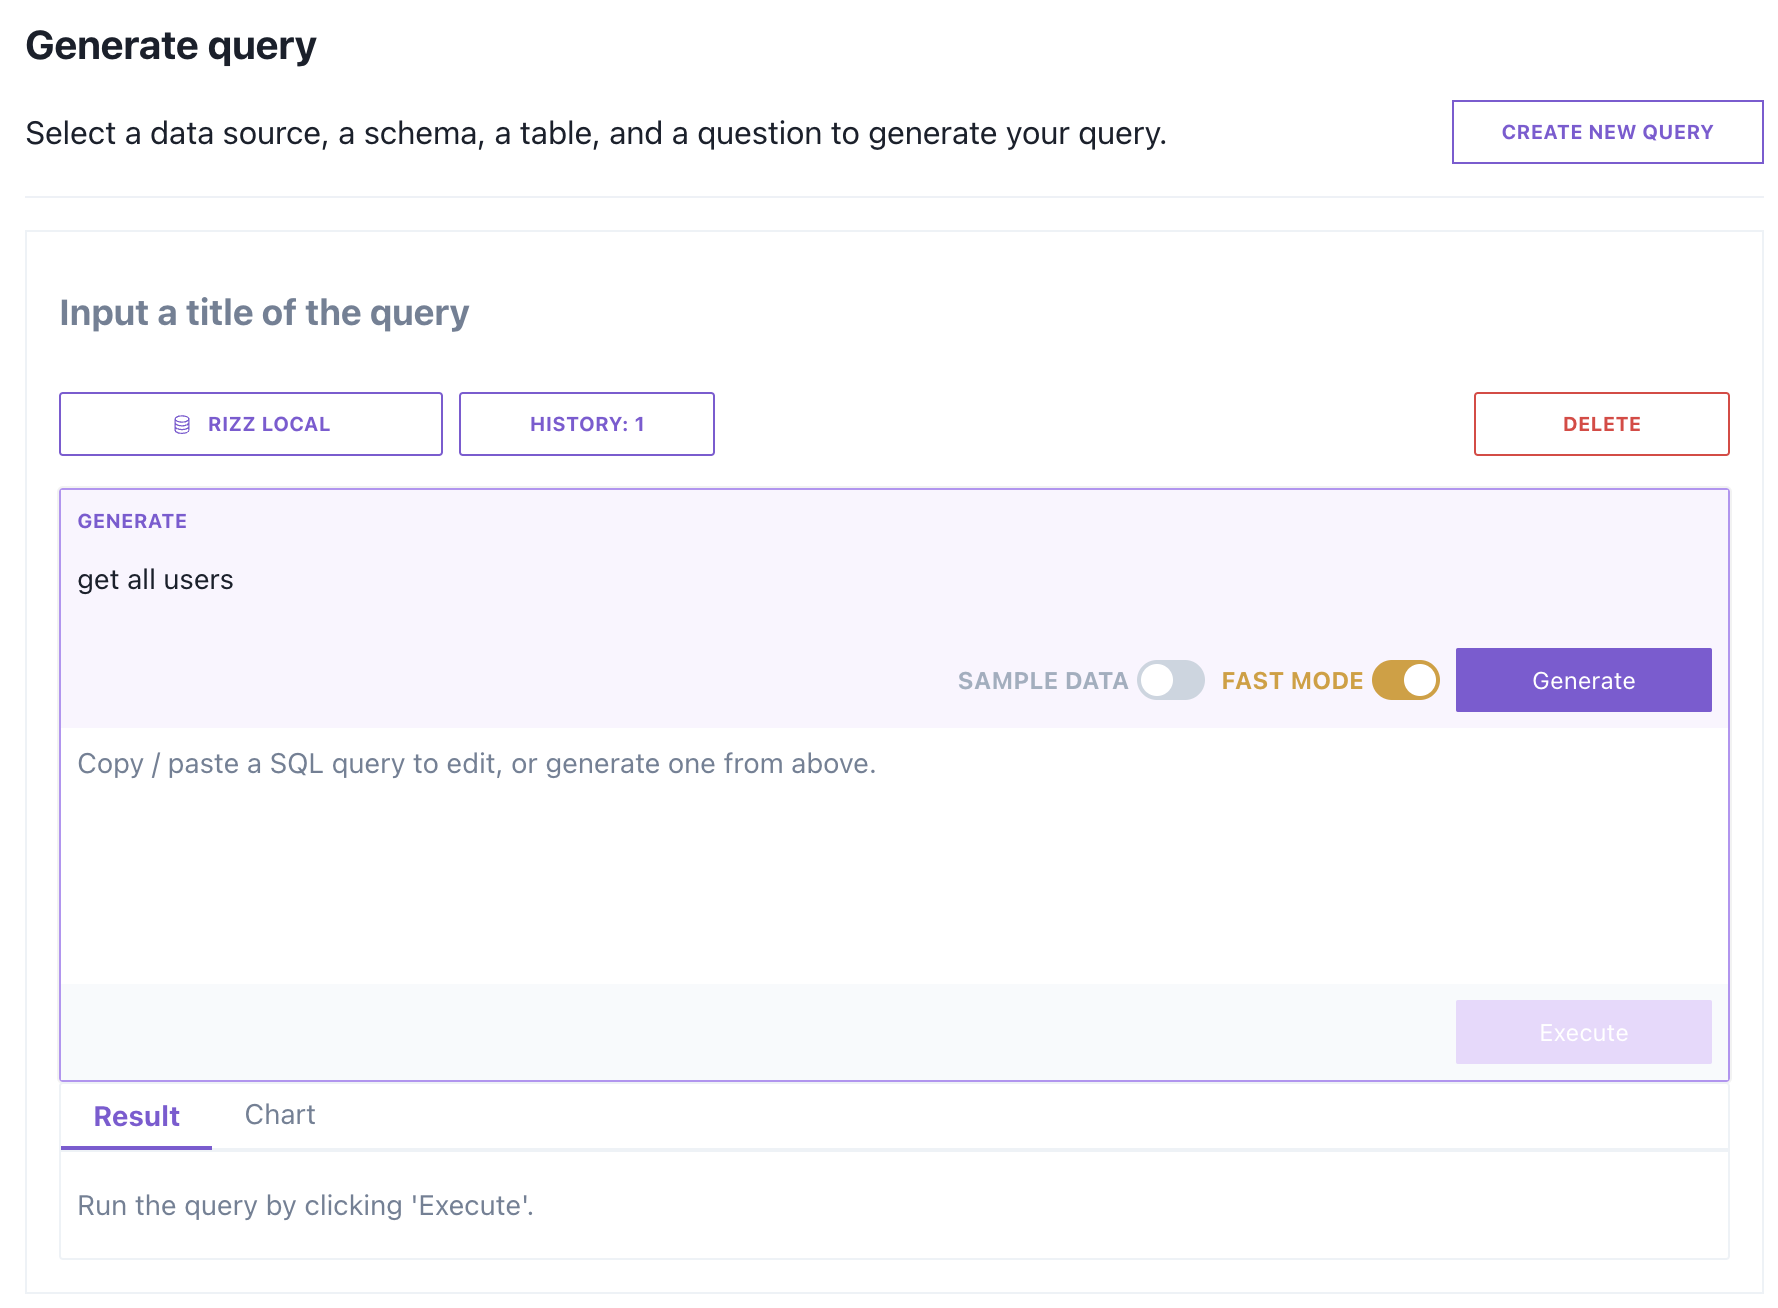 Generate query
Select a data source, a schema, a table, and a question to generate your query.
CREATE NEW QUERY
Input a title of the query
RIZZ LOCAL
HISTORY: 1
DELETE
GENERATE
get all users
SAMPLE DATA
FAST MODE
Generate
Copy / paste a SQL query to edit, or generate one from above.
Execute
Result
Chart
Run the query by clicking 'Execute'.